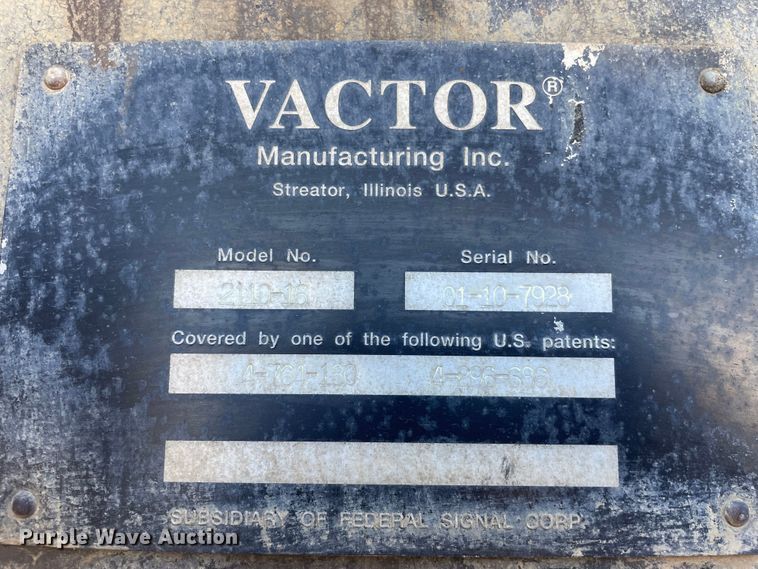 VACTOR®
Manufacturing Inc.
Streator, Illinois U.S.A.
Model No. Serial No.
01-10-7928
Covered by one of the following U.S. patents:
SUBSIDIARY OF FEDERAL SIGNAL CORP.
Purple Wave Auction